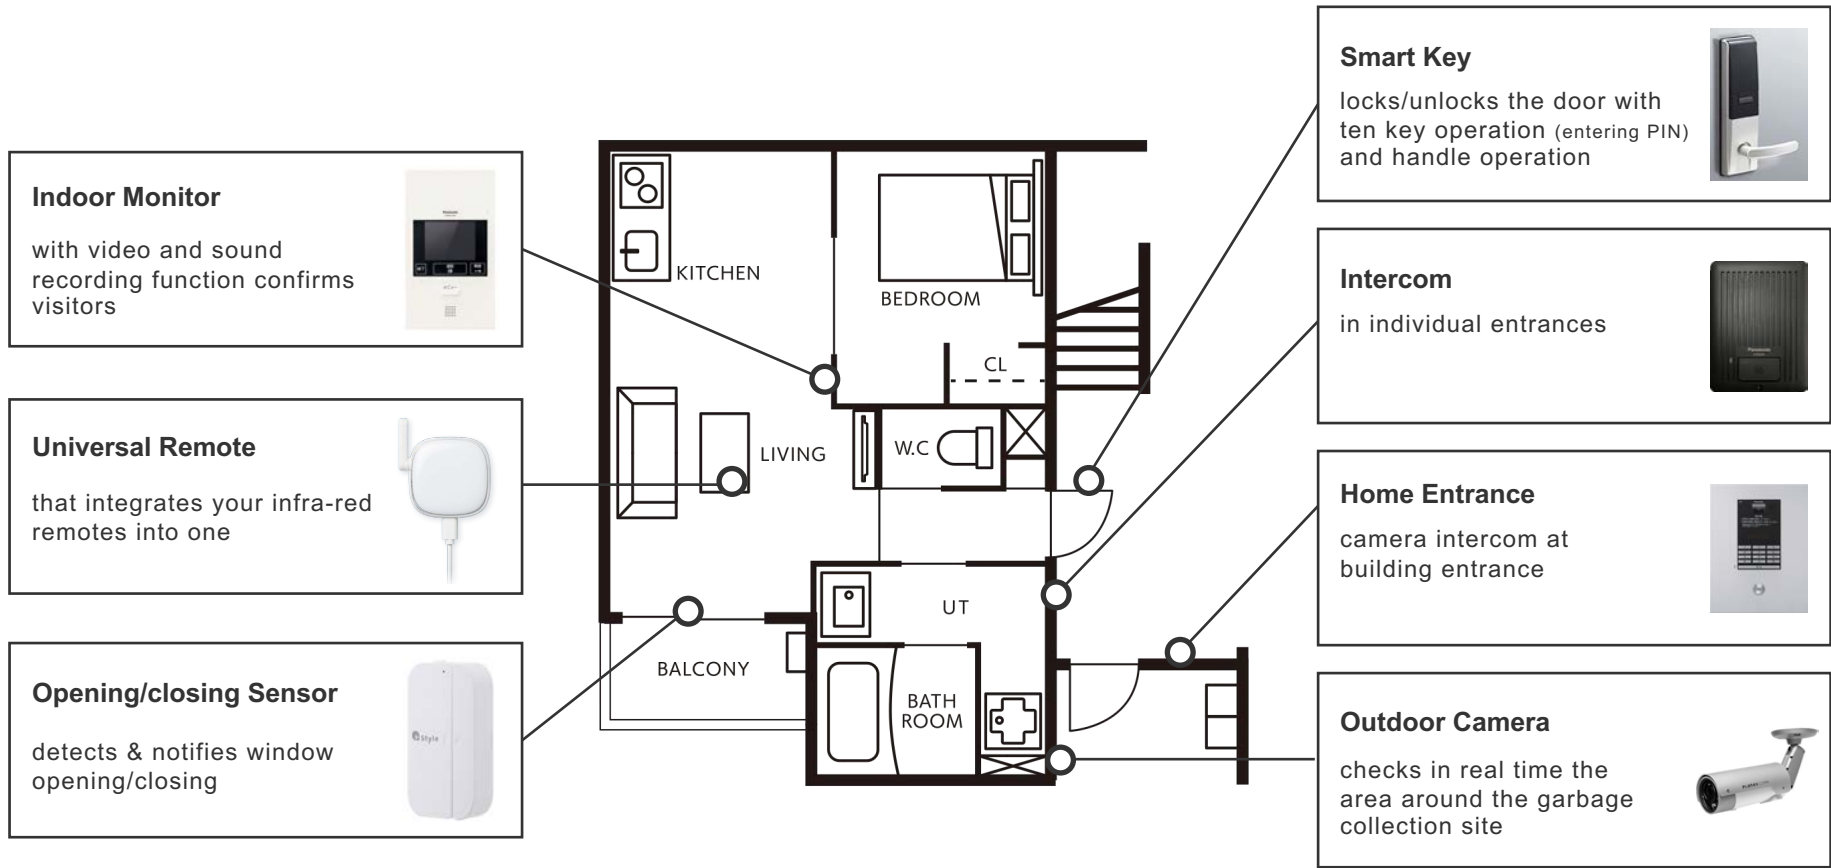 Indoor Monitor
with video and sound
recording function confirms
visitors
Universal Remote
that integrates your infra-red
remotes into one
Opening/closing Sensor
detects & notifies window
opening/closing
Style
KITCHEN
BEDROOM
CL
LIVING
W.C
UT
BALCONY
BATH
ROOM
Smart Key
locks/unlocks the door with
ten key operation (entering PIN)
and handle operation
Intercom
in individual entrances
Panasonic
Home Entrance
camera intercom at
building entrance
Outdoor Camera
checks in real time the
area around the garbage
collection site